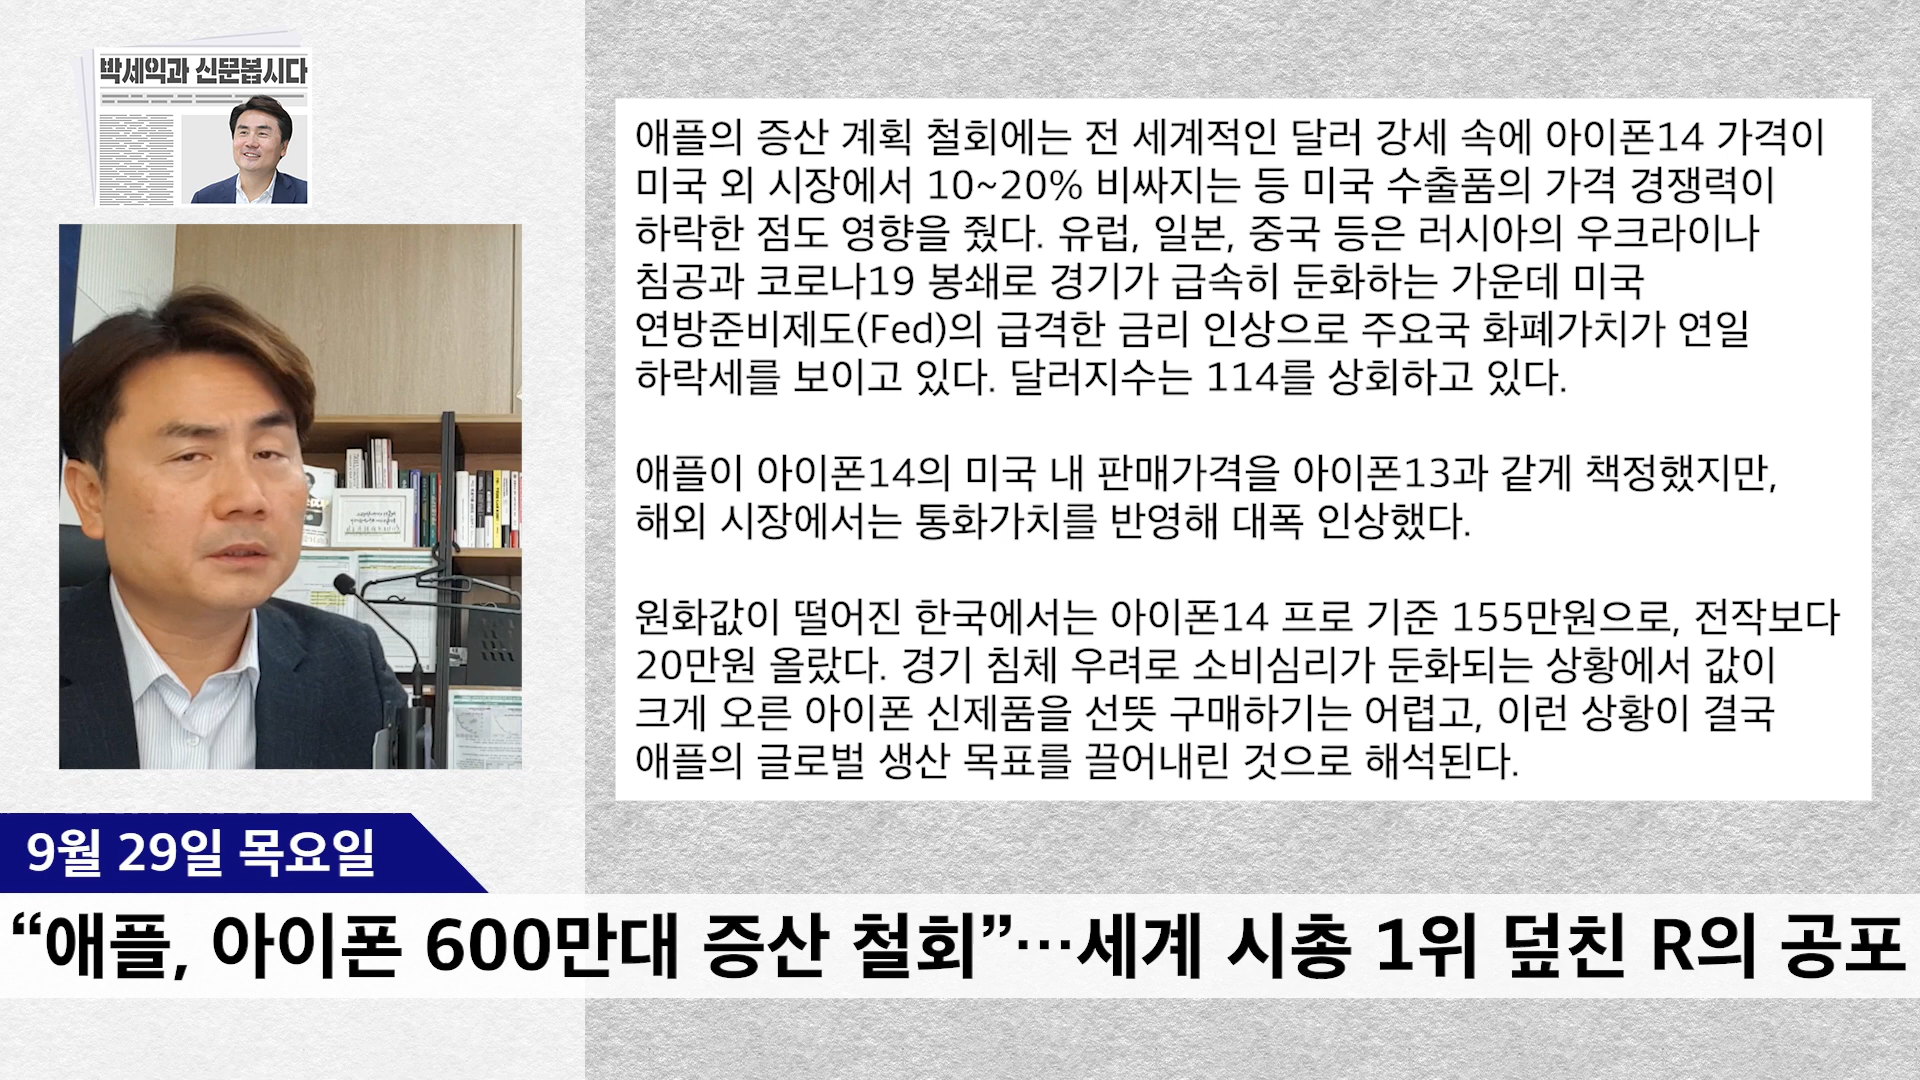 박세익과 신문봅시다
애플의 증산 계획 철회에는 전 세계적인 달러 강세 속에 아이폰14 가격이
미국 외 시장에서 10~20% 비싸지는 등 미국 수출품의 가격 경쟁력이
하락한 점도 영향을 줬다. 유럽, 일본, 중국 등은 러시아의 우크라이나
침공과 코로나19 봉쇄로 경기가 급속히 둔화하는 가운데 미국
연방준비제도(Fed)의 급격한 금리 인상으로 주요국 화폐가치가 연일
하락세를 보이고 있다. 달러지수는 114를 상회하고 있다.
애플이 아이폰14의 미국 내 판매가격을 아이폰13과 같게 책정했지만,
해외 시장에서는 통화가치를 반영해 대폭 인상했다.
원화값이 떨어진 한국에서는 아이폰14 프로 기준 155만원으로, 전작보다
20만원 올랐다. 경기 침체 우려로 소비심리가 둔화되는 상황에서 값이
크게 오른 아이폰 신제품을 선뜻 구매하기는 어렵고, 이런 상황이 결국
애플의 글로벌 생산 목표를 끌어내린 것으로 해석된다.
9월 29일 목요일
“애플, 아이폰 600만대 증산 철회”…세계 시총 1위 덮친 R의 공포